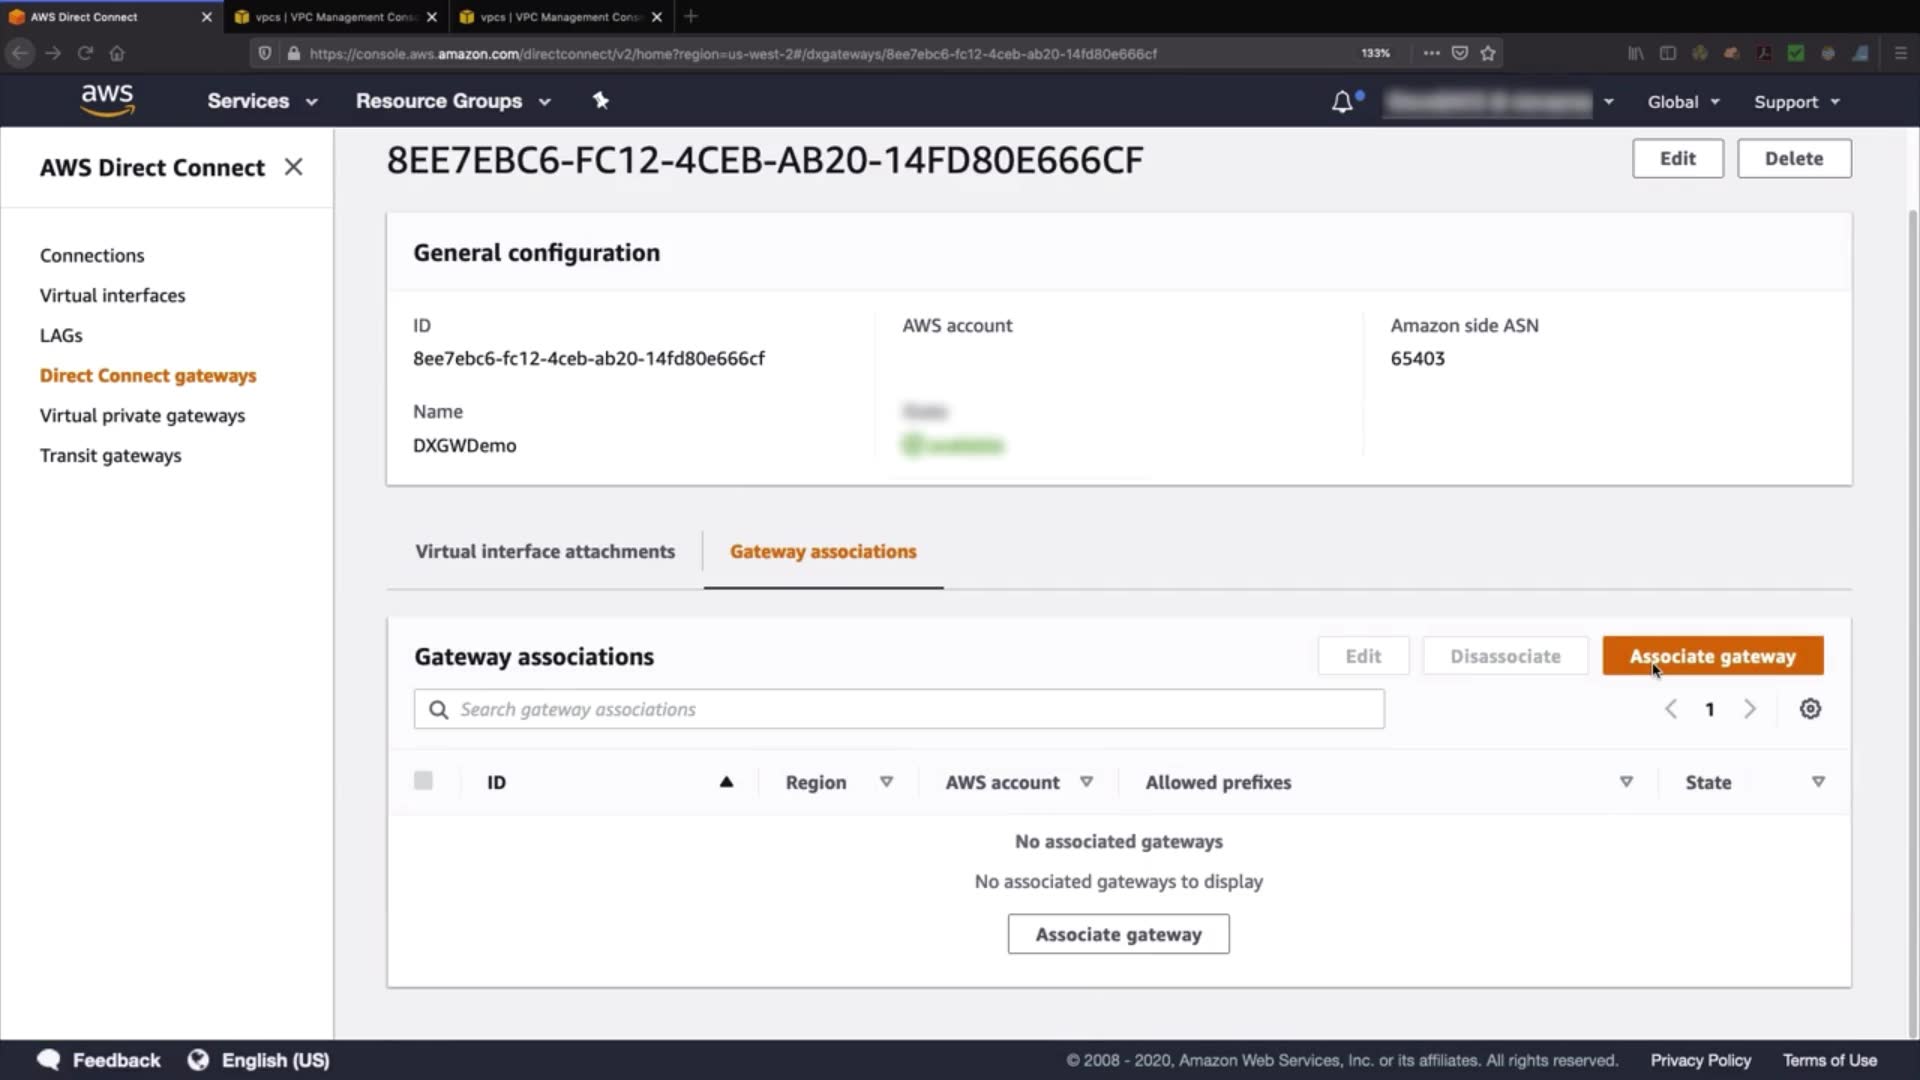 AWS Direct Connect
vpcs | VPC Management Cons
vpcs | VPC Management Cons
https://console.aws.amazon.com/directconnect/v2/home?region=us-west-2#/dxgateways/8ee7ebc6-fc12-4ceb-ab20-14fd80e666cf
133%
aws
Services
Resource Groups
Global
Support
AWS Direct Connect
Connections
Virtual interfaces
LAGs
Direct Connect gateways
Virtual private gateways
Transit gateways
8EE7EBC6-FC12-4CEB-AB20-14FD80E666CF
Edit
Delete
General configuration
ID
8ee7ebc6-fc12-4ceb-ab20-14fd80e666cf
AWS account
Amazon side ASN
65403
Name
DXGWDemo
Virtual interface attachments
Gateway associations
Gateway associations
Edit
Disassociate
Associate gateway
Search gateway associations
1
ID
Region
AWS account
Allowed prefixes
State
No associated gateways
No associated gateways to display
Associate gateway
Feedback
English (US)
© 2008 - 2020, Amazon Web Services, Inc. or its affiliates. All rights reserved.
Privacy Policy
Terms of Use